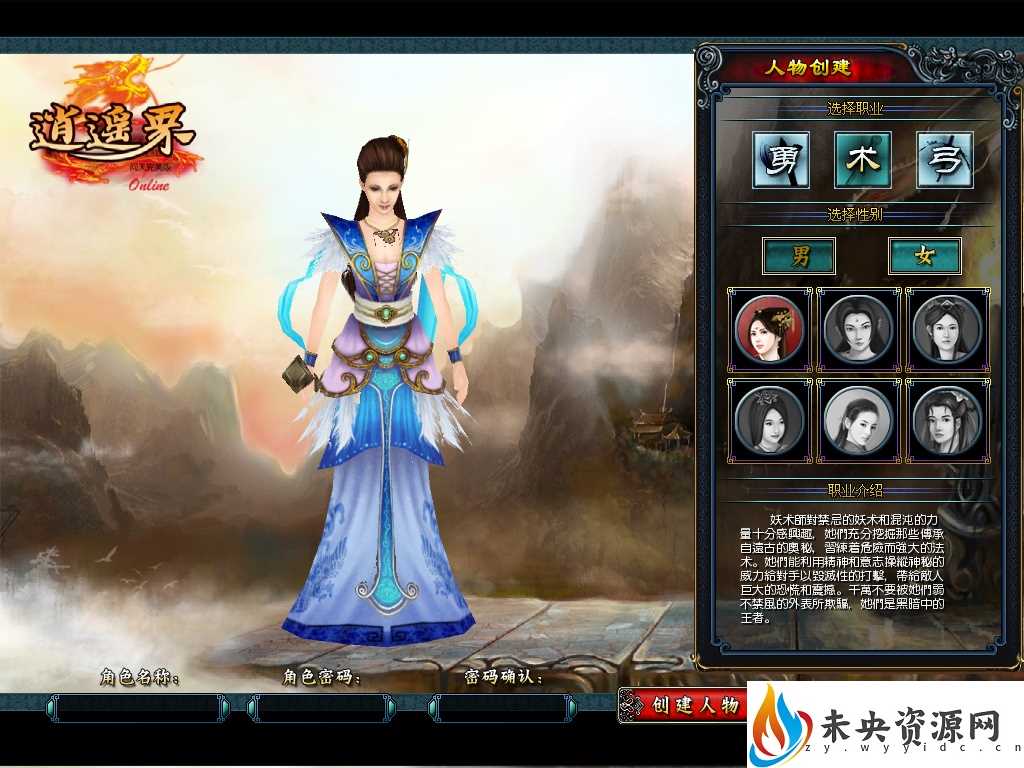 逍遥界
Online
人物创建
选择职业
勇 术 弓
选择性别
男 女
职业介绍
妖术師對禁忌的妖术和混沌的力
量十分感興趣，她們充分挖掘那些傳承
自遠古的奧秘，習練着危險而強大的法
术。她們能利用精神和意志操縱神秘的
威力給對手以毀滅性的打擊，帶給敵人
巨大的恐慌和震撼。千萬不要被她們弱
不禁風的外表所欺騙，她們是黑暗中的
王者。
角色名称：
角色密码：
密码确认：
创建人物
未央资源网
zy.wyyidc.cn